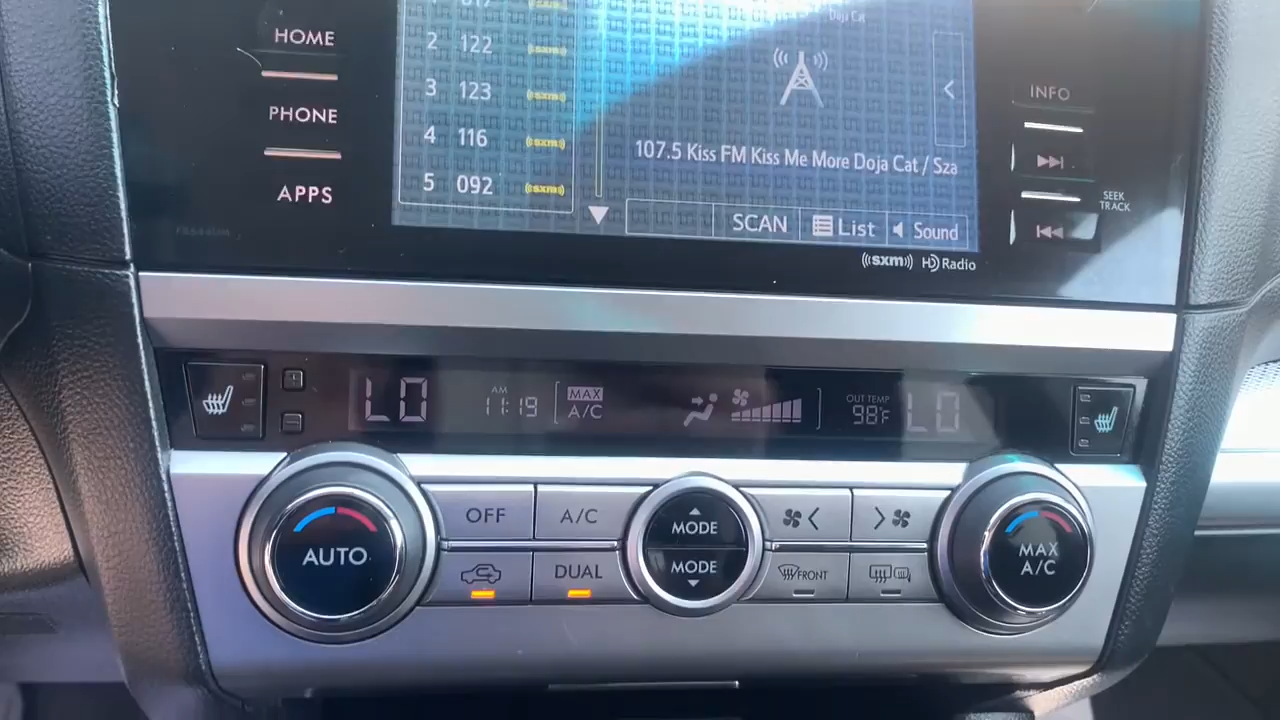 Doja Cat
HOME
2 122 ((sxm))
INFO
3 123 ((sxm))
PHONE
4 116 ((sxm))
107.5 Kiss FM Kiss Me More Doja Cat / Sza
APPS
5 092 ((sxm))
SEEK
TRACK
SCAN List Sound
((sxm)) HD Radio
LO
AM
11:19
MAX
A/C
OUT TEMP
98°F
LO
OFF A/C
MODE
AUTO
MODE
DUAL
FRONT
MAX
A/C